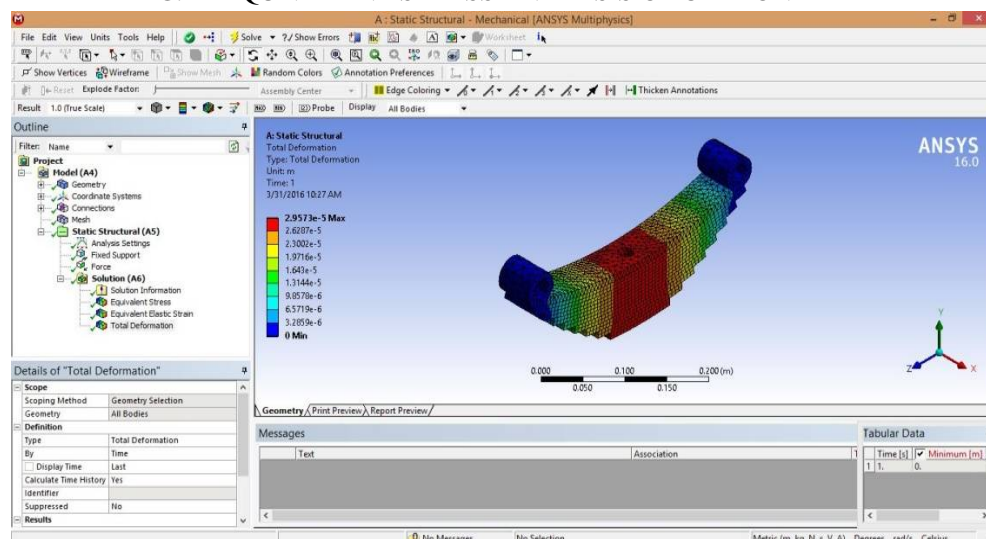 A : Static Structural - Mechanical [ANSYS Multiphysics]
File Edit View Units Tools Help Solve ?/ Show Errors A Worksheet
Show Vertices Wireframe Show Mesh Random Colors Annotation Preferences
Reset Explode Factor: Assembly Center Edge Coloring Thicken Annotations
Result 1.0 (True Scale) Probe Display All Bodies
Outline
Filter: Name
Project
Model (A4)
Geometry
Coordinate Systems
Connections
Mesh
Static Structural (A5)
Analysis Settings
Fixed Support
Force
Solution (A6)
Solution Information
Equivalent Stress
Equivalent Elastic Strain
Total Deformation
A: Static Structural
Total Deformation
Type: Total Deformation
Unit: m
Time: 1
3/31/2016 10:27 AM
2.9573e-5 Max
2.6287e-5
2.3002e-5
1.9716e-5
1.643e-5
1.3144e-5
9.8578e-6
6.5719e-6
3.2859e-6
0 Min
ANSYS
16.0
Y
Z X
0.000 0.100 0.200 (m)
0.050 0.150
Geometry Print Preview Report Preview
Details of "Total Deformation"
Scope
Scoping Method Geometry Selection
Geometry All Bodies
Definition
Type Total Deformation
By Time
Display Time Last
Calculate Time History Yes
Identifier
Suppressed No
Results
Messages
Text Association
Tabular Data
Time [s] Minimum [m]
1 1. 0.
No Messages No Selection Metric (m, kg, N, s, V, A) Degrees rad/s Celsius